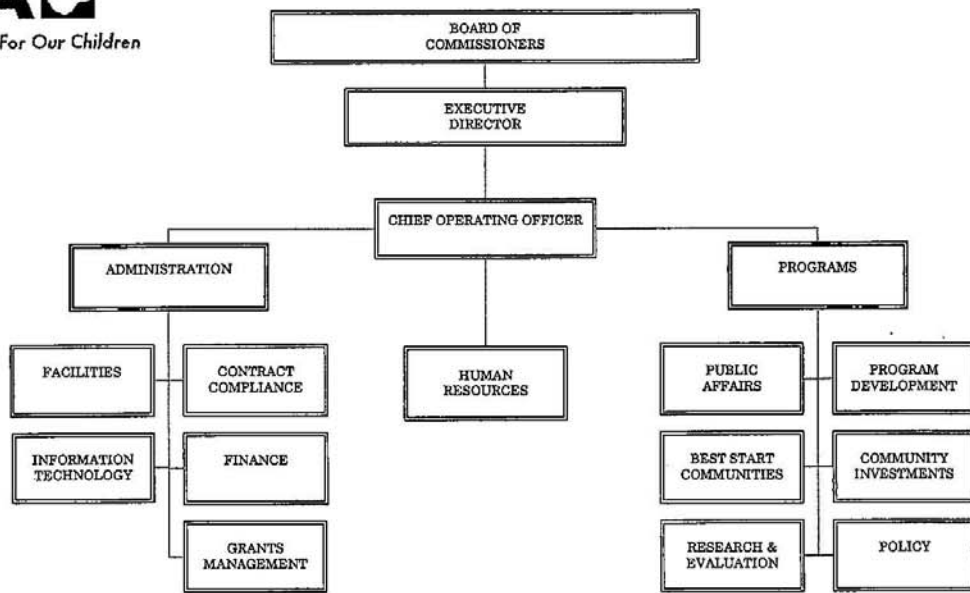 For Our Children
BOARD OF
COMMISSIONERS
EXECUTIVE
DIRECTOR
CHIEF OPERATING OFFICER
ADMINISTRATION
PROGRAMS
FACILITIES
CONTRACT
COMPLIANCE
HUMAN
RESOURCES
PUBLIC
AFFAIRS
PROGRAM
DEVELOPMENT
INFORMATION
TECHNOLOGY
FINANCE
BEST START
COMMUNITIES
COMMUNITY
INVESTMENTS
GRANTS
MANAGEMENT
RESEARCH &
EVALUATION
POLICY